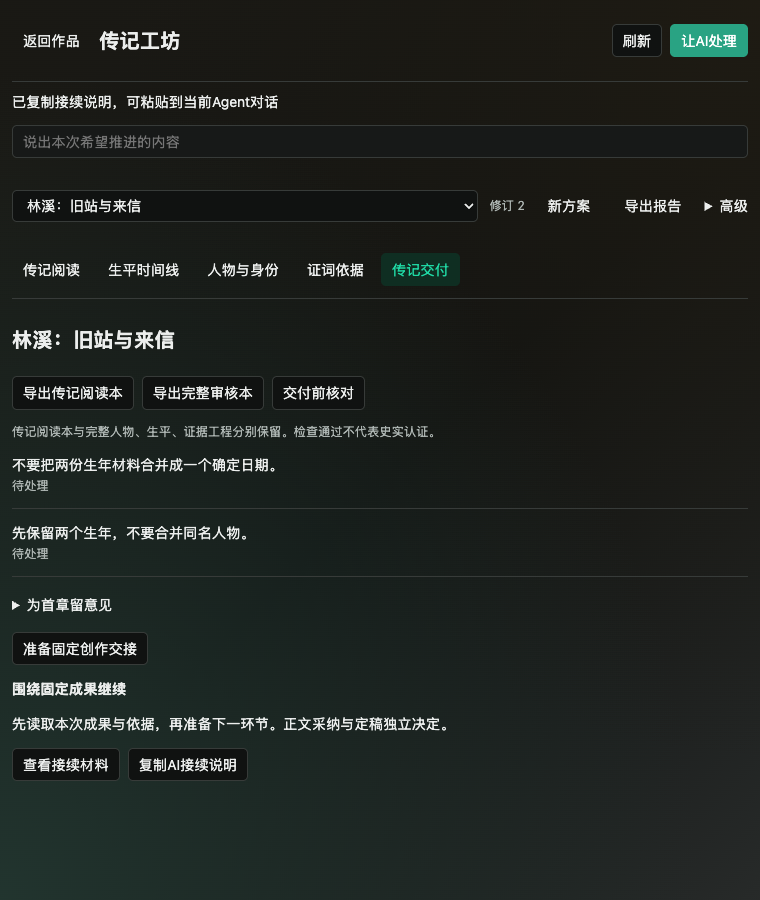 返回作品 传记工坊 刷新 让AI处理
已复制接续说明，可粘贴到当前Agent对话
说出本次希望推进的内容
林溪：旧站与来信 修订 2 新方案 导出报告 ▶ 高级
传记阅读 生平时间线 人物与身份 证词依据 传记交付
林溪：旧站与来信
导出传记阅读本 导出完整审核本 交付前核对
传记阅读本与完整人物、生平、证据工程分别保留。检查通过不代表史实认证。
不要把两份生年材料合并成一个确定日期。
待处理
先保留两个生年，不要合并同名人物。
待处理
▶ 为首章留意见
准备固定创作交接
围绕固定成果继续
先读取本次成果与依据，再准备下一环节。正文采纳与定稿独立决定。
查看接续材料 复制AI接续说明